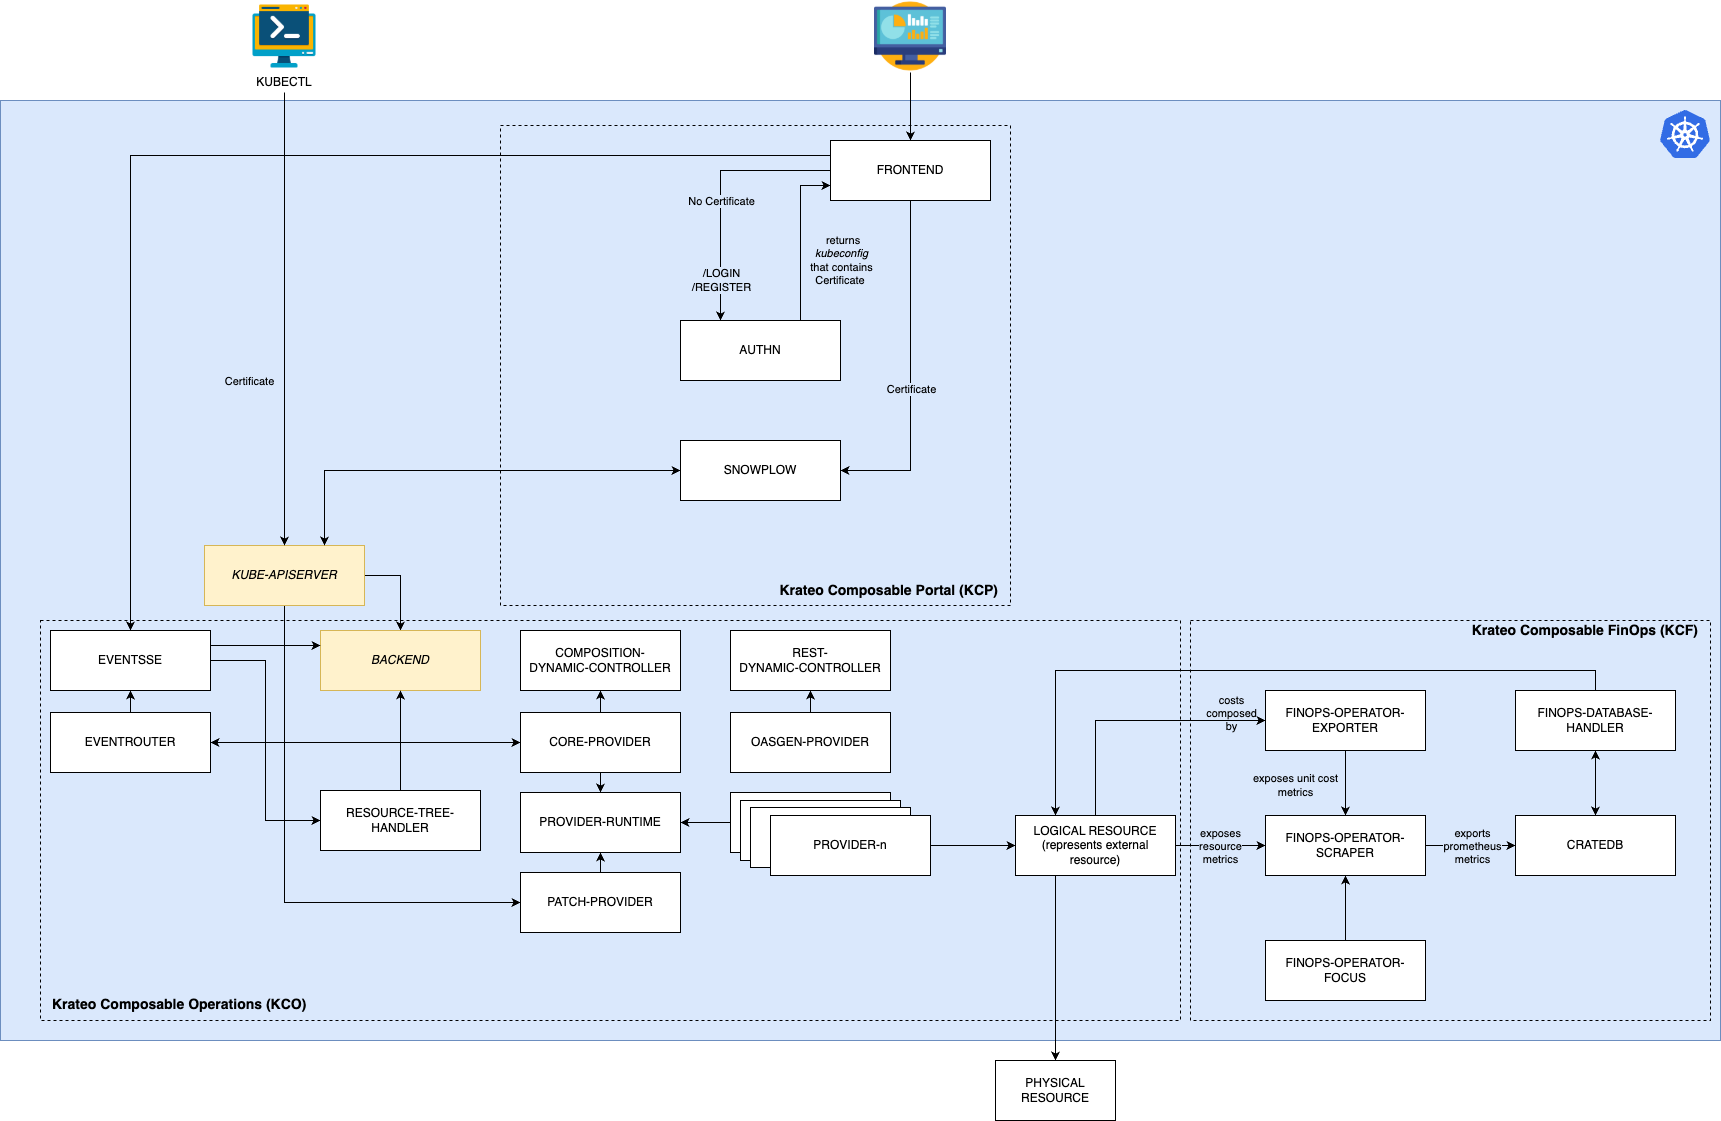 KUBECTL
FRONTEND
No Certificate
returns
kubeconfig
that contains
Certificate
/LOGIN
/REGISTER
AUTHN
Certificate
Certificate
SNOWPLOW
KUBE-APISERVER
Krateo Composable Portal (KCP)
EVENTSSE
BACKEND
COMPOSITION-
DYNAMIC-CONTROLLER
REST-
DYNAMIC-CONTROLLER
Krateo Composable FinOps (KCF)
EVENTROUTER
CORE-PROVIDER
OASGEN-PROVIDER
costs
composed
by
FINOPS-OPERATOR-
EXPORTER
FINOPS-DATABASE-
HANDLER
exposes unit cost
metrics
RESOURCE-TREE-
HANDLER
PROVIDER-RUNTIME
PROVIDER-n
LOGICAL RESOURCE
(represents external
resource)
exposes
resource
metrics
FINOPS-OPERATOR-
SCRAPER
exports
prometheus
metrics
CRATEDB
PATCH-PROVIDER
FINOPS-OPERATOR-
FOCUS
Krateo Composable Operations (KCO)
PHYSICAL
RESOURCE